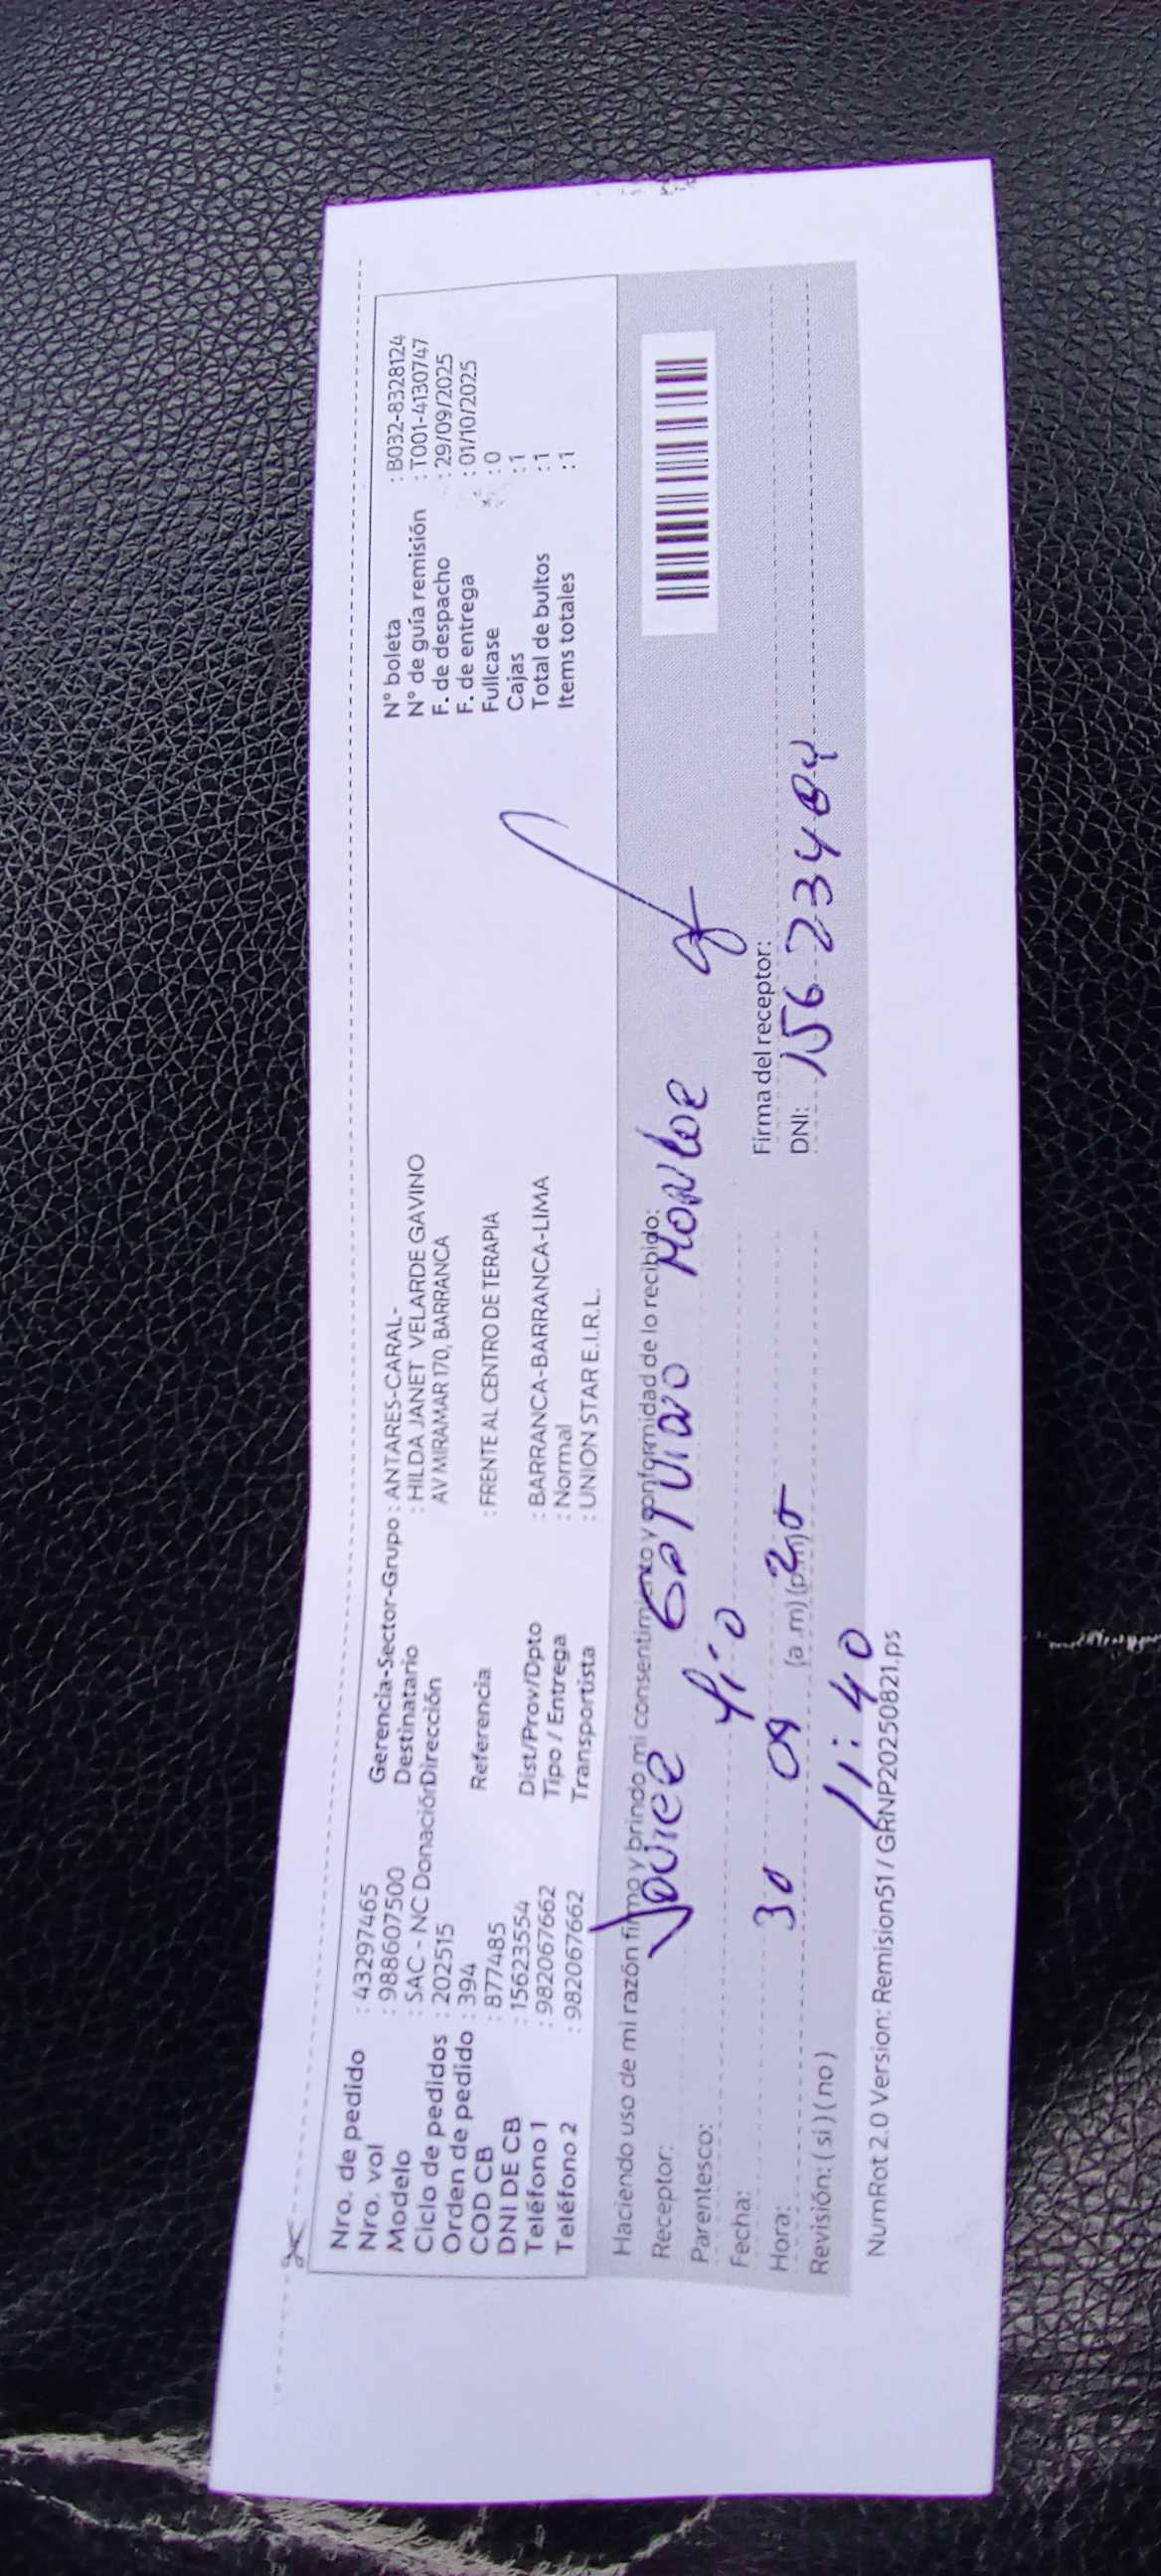 Nro. de pedido : 43297465
Nro. vol : 988607500
Modelo : SAC - NC Donación
Ciclo de pedidos : 202515
Orden de pedido : 394
COD CB : 877485
DNI DE CB : 15623554
Teléfono 1 : 982067662
Teléfono 2 : 982067662
Gerencia-Sector-Grupo : ANTARES-CARAL-
Destinatario : HILDA JANET VELARDE GAVINO
Dirección AV MIRAMAR 170, BARRANCA
Referencia : FRENTE AL CENTRO DE TERAPIA
Dist/Prov/Dpto : BARRANCA-BARRANCA-LIMA
Tipo / Entrega : Normal
Transportista : UNION STAR E.I.R.L.
N° boleta : B032-8328124
N° de guía remisión : T001-4130747
F. de despacho : 29/09/2025
F. de entrega : 01/10/2025
Fullcase : 0
Cajas : 1
Total de bultos : 1
Items totales : 1
Haciendo uso de mi razón firmo y brindo mi consentimiento y conformidad de lo recibido:
Receptor:
Parentesco:
Fecha: 30 09
Hora: (a.m) (p.m)
11:40
Revisión: ( si ) ( no )
Firma del receptor:
DNI: 156234
NumRot 2.0 Version: Remision51 / GRNP20250821.ps